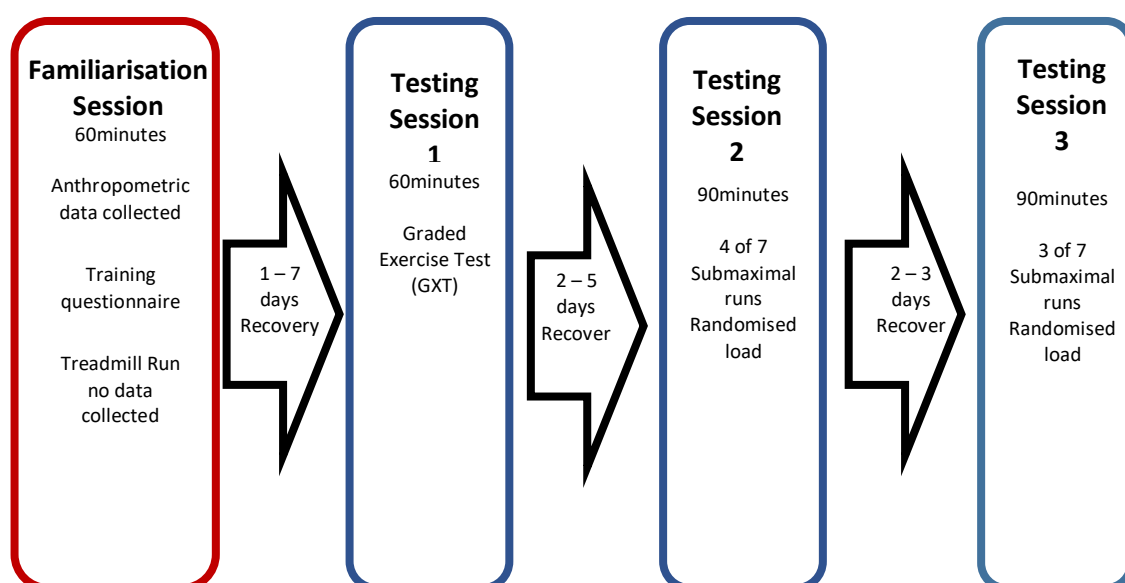 Familiarisation
Session
60minutes
Anthropometric
data collected
Training
questionnaire
Treadmill Run
no data
collected
1 – 7
days
Recovery
Testing
Session
1
60minutes
Graded
Exercise Test
(GXT)
2 – 5
days
Recover
Testing
Session
2
90minutes
4 of 7
Submaximal
runs
Randomised
load
2 – 3
days
Recover
Testing
Session
3
90minutes
3 of 7
Submaximal
runs
Randomised
load